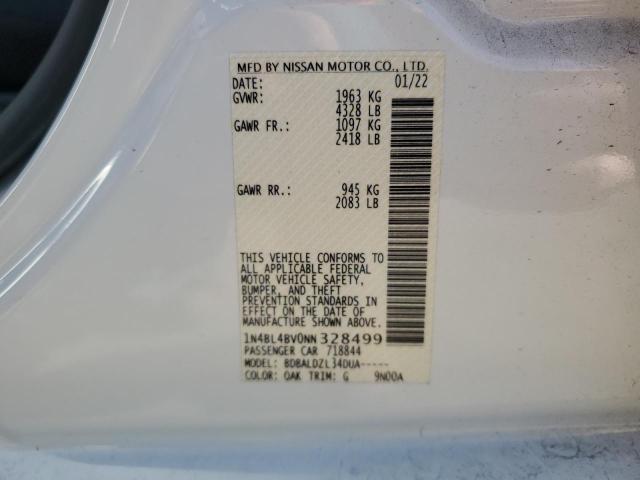 MFD BY NISSAN MOTOR CO., LTD.
DATE: 01/22
GVWR: 1963 KG
4328 LB
GAWR FR.: 1097 KG
2418 LB
GAWR RR.: 945 KG
2083 LB
THIS VEHICLE CONFORMS TO
ALL APPLICABLE FEDERAL
MOTOR VEHICLE SAFETY,
BUMPER, AND THEFT
PREVENTION STANDARDS IN
EFFECT ON THE DATE OF
MANUFACTURE SHOWN ABOVE.
1N4BL4BV0NN328499
PASSENGER CAR 718844
MODEL: BDBALDZL34DUA-----
COLOR: QAK TRIM: G 9N00A